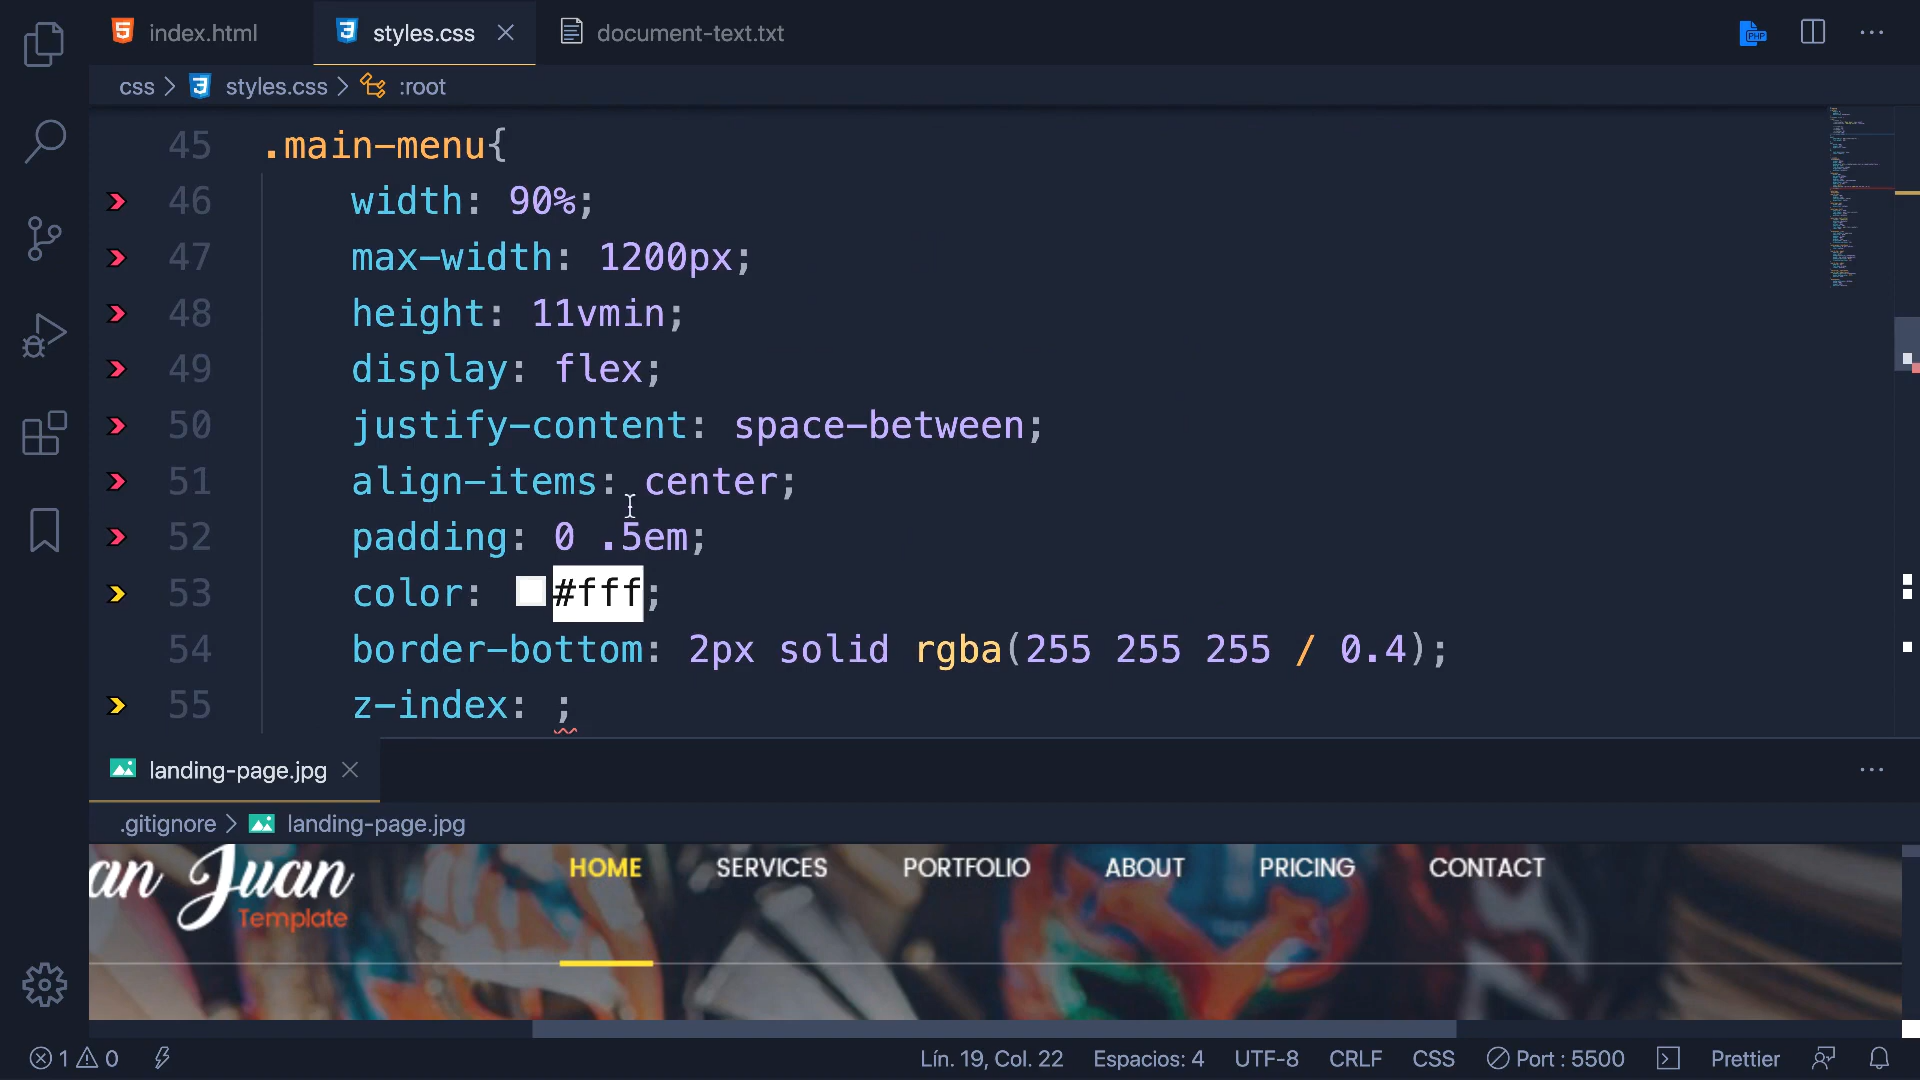 index.html
styles.css
document-text.txt
PHP
css > styles.css > :root
45 .main-menu{
46 width: 90%;
47 max-width: 1200px;
48 height: 11vmin;
49 display: flex;
50 justify-content: space-between;
51 align-items: center;
52 padding: 0 .5em;
53 color: #fff;
54 border-bottom: 2px solid rgba(255 255 255 / 0.4);
55 z-index: ;
landing-page.jpg
.gitignore > landing-page.jpg
an Juan
Template
HOME SERVICES PORTFOLIO ABOUT PRICING CONTACT
1 0 Lín. 19, Col. 22 Espacios: 4 UTF-8 CRLF CSS Port : 5500 Prettier